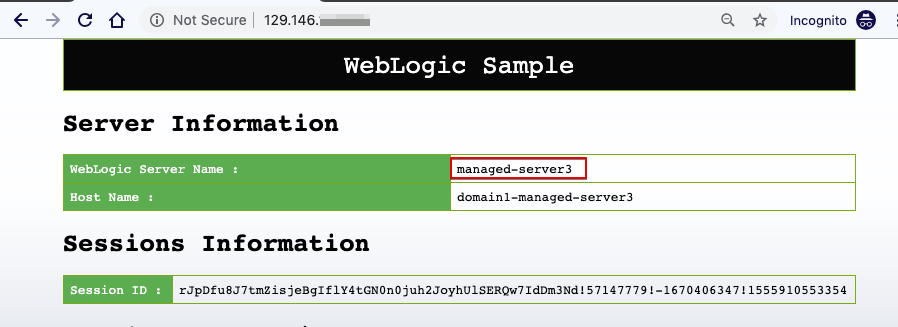 Not Secure | 129.146.
Incognito
WebLogic Sample
Server Information
WebLogic Server Name : managed-server3
Host Name : domain1-managed-server3
Sessions Information
Session ID : rJpDfu8J7tmZisjeBgIflY4tGN0n0juh2JoyhUlSERQw7IdDm3Nd!57147779!-1670406347!1555910553354